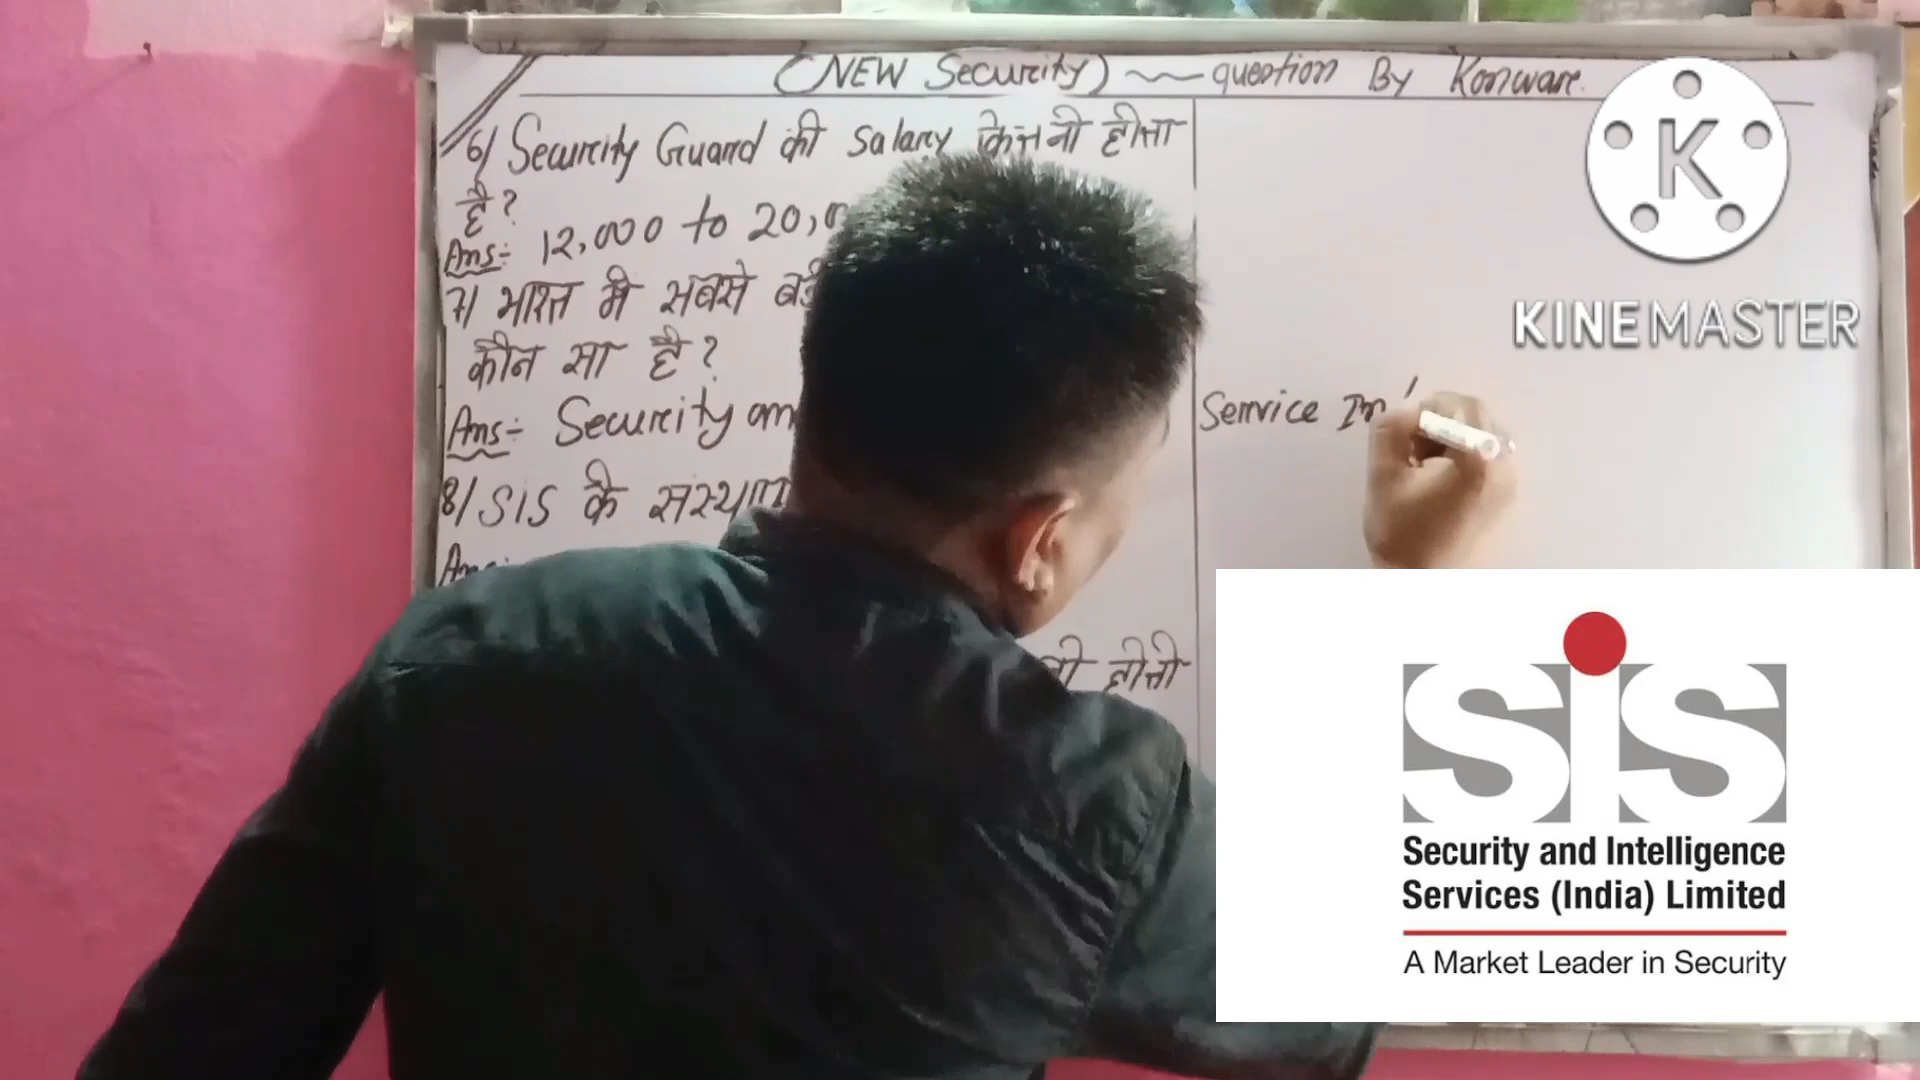 (NEW Security) ~ question By Konware.
6/ Security Guard की Salary कितनी होता
है?
Ans:- 12,000 to 20,0
7/ भारत मे सबसे
कौन सा है?
Ans:- Security an
Service In
8/ SIS के
Ans:-
होती
K
KINEMASTER
SiS
Security and Intelligence
Services (India) Limited
A Market Leader in Security